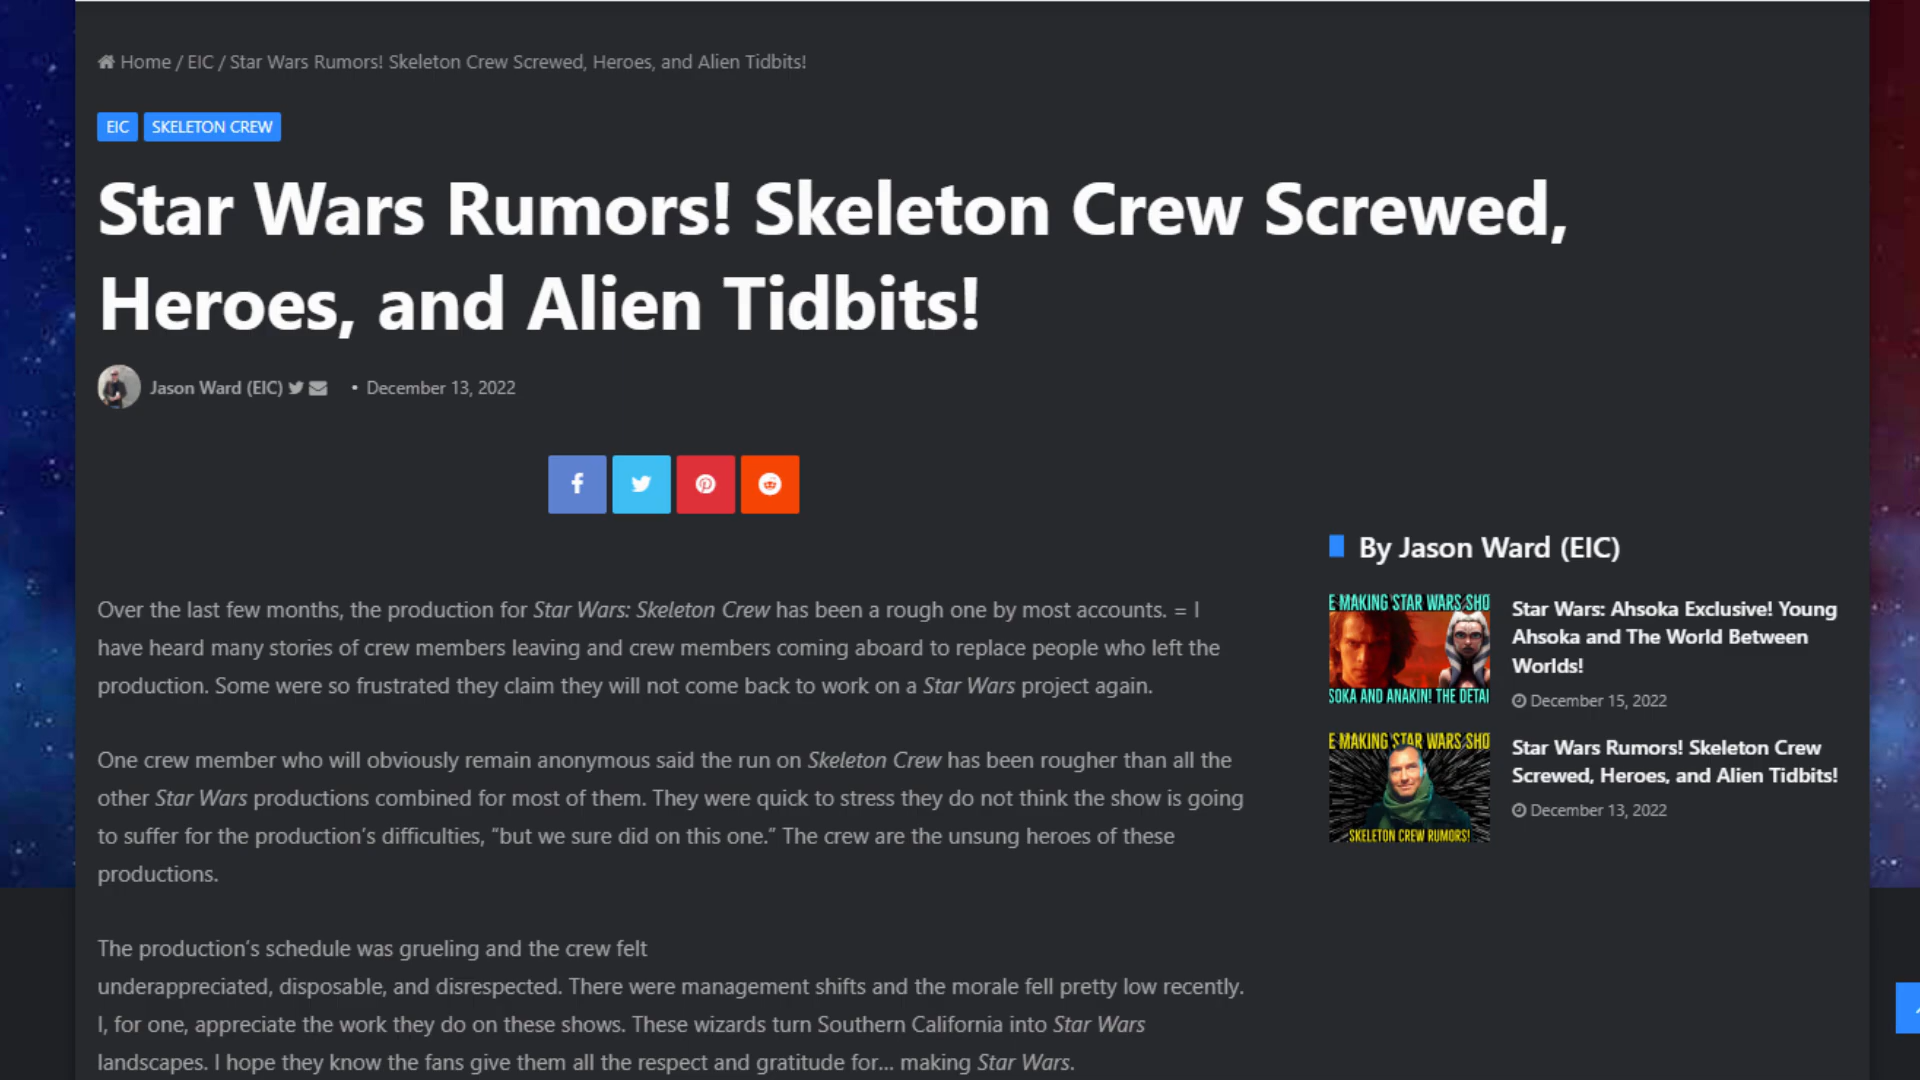 Home / EIC / Star Wars Rumors! Skeleton Crew Screwed, Heroes, and Alien Tidbits!
EIC SKELETON CREW
Star Wars Rumors! Skeleton Crew Screwed,
Heroes, and Alien Tidbits!
Jason Ward (EIC) • December 13, 2022
By Jason Ward (EIC)
Over the last few months, the production for Star Wars: Skeleton Crew has been a rough one by most accounts. = I
have heard many stories of crew members leaving and crew members coming aboard to replace people who left the
production. Some were so frustrated they claim they will not come back to work on a Star Wars project again.
One crew member who will obviously remain anonymous said the run on Skeleton Crew has been rougher than all the
other Star Wars productions combined for most of them. They were quick to stress they do not think the show is going
to suffer for the production’s difficulties, “but we sure did on this one.” The crew are the unsung heroes of these
productions.
The production’s schedule was grueling and the crew felt
underappreciated, disposable, and disrespected. There were management shifts and the morale fell pretty low recently.
I, for one, appreciate the work they do on these shows. These wizards turn Southern California into Star Wars
landscapes. I hope they know the fans give them all the respect and gratitude for... making Star Wars.
E MAKING STAR WARS SHO
SOKA AND ANAKIN! THE DETAI
Star Wars: Ahsoka Exclusive! Young
Ahsoka and The World Between
Worlds!
December 15, 2022
E MAKING STAR WARS SHO
SKELETON CREW RUMORS!
Star Wars Rumors! Skeleton Crew
Screwed, Heroes, and Alien Tidbits!
December 13, 2022